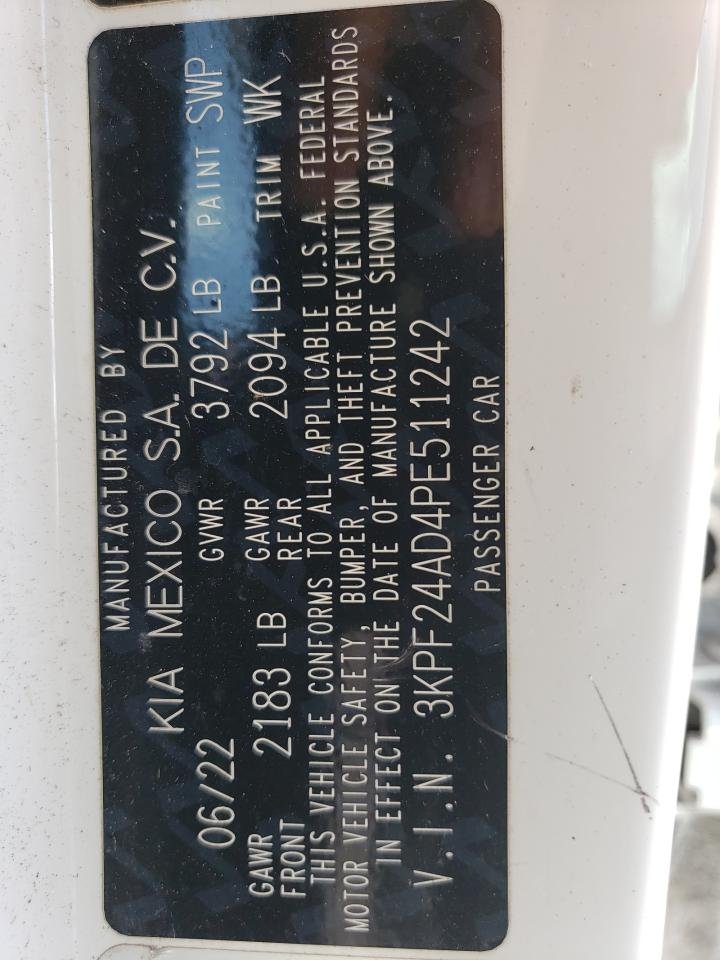 MANUFACTURED BY
KIA MEXICO S.A. DE C.V.
06/22 GVWR 3792 LB PAINT SWP
GAWR FRONT 2183 LB GAWR REAR 2094 LB TRIM WK
THIS VEHICLE CONFORMS TO ALL APPLICABLE U.S.A. FEDERAL
MOTOR VEHICLE SAFETY, BUMPER, AND THEFT PREVENTION STANDARDS
IN EFFECT ON THE DATE OF MANUFACTURE SHOWN ABOVE.
V.I.N. 3KPF24AD4PE511242
PASSENGER CAR